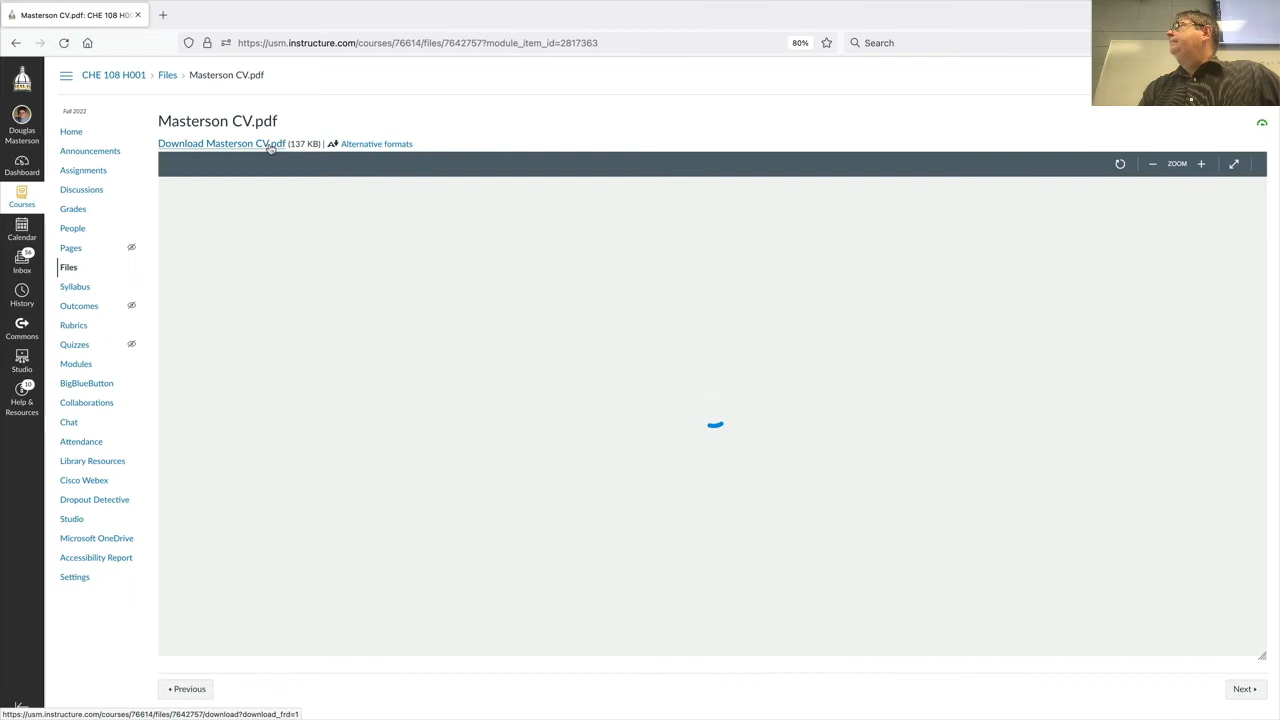 Masterson CV.pdf: CHE 108 H0
https://usm.instructure.com/courses/76614/files/7642757?module_item_id=2817363
80%
Search
CHE 108 H001 › Files › Masterson CV.pdf
Douglas Masterson
Dashboard
Courses
Calendar
56
Inbox
History
Commons
Studio
10
Help & Resources
Fall 2022
Home
Announcements
Assignments
Discussions
Grades
People
Pages
Files
Syllabus
Outcomes
Rubrics
Quizzes
Modules
BigBlueButton
Collaborations
Chat
Attendance
Library Resources
Cisco Webex
Dropout Detective
Studio
Microsoft OneDrive
Accessibility Report
Settings
Masterson CV.pdf
Download Masterson CV.pdf (137 KB) | Alternative formats
ZOOM
Previous
Next
https://usm.instructure.com/courses/76614/files/7642757/download?download_frd=1